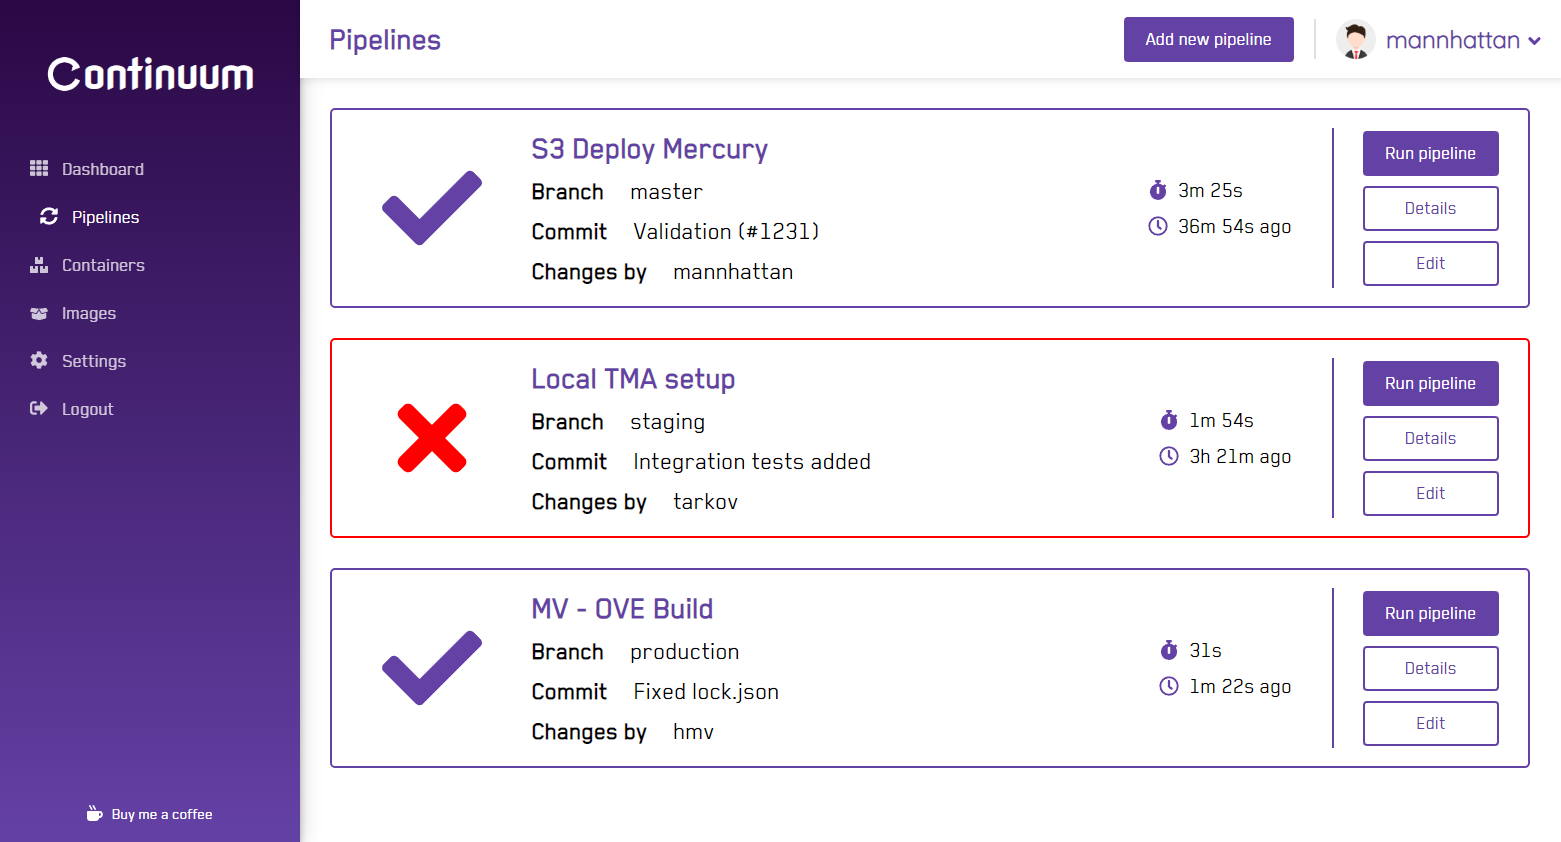 Continuum
Dashboard
Pipelines
Containers
Images
Settings
Logout
Buy me a coffee
Pipelines
Add new pipeline
mannhattan
S3 Deploy Mercury
Branch master
Commit Validation (#1231)
Changes by mannhattan
3m 25s
36m 54s ago
Run pipeline
Details
Edit
Local TMA setup
Branch staging
Commit Integration tests added
Changes by tarkov
1m 54s
3h 21m ago
Run pipeline
Details
Edit
MV - OVE Build
Branch production
Commit Fixed lock.json
Changes by hmv
31s
1m 22s ago
Run pipeline
Details
Edit